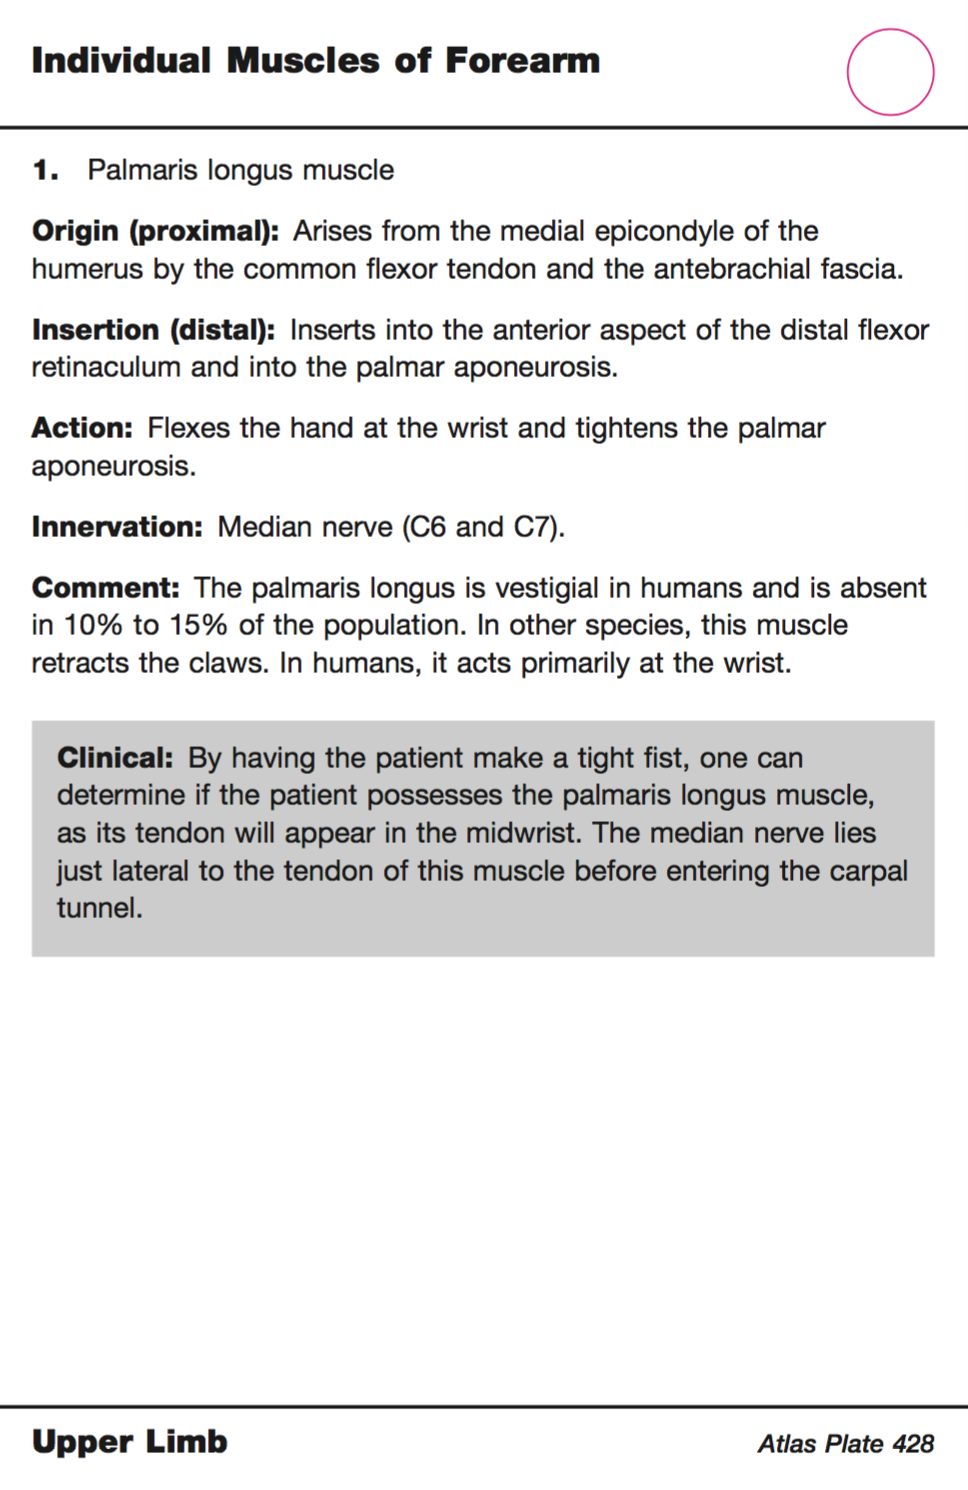 Individual Muscles of Forearm
1. Palmaris longus muscle
Origin (proximal): Arises from the medial epicondyle of the
humerus by the common flexor tendon and the antebrachial fascia.
Insertion (distal): Inserts into the anterior aspect of the distal flexor
retinaculum and into the palmar aponeurosis.
Action: Flexes the hand at the wrist and tightens the palmar
aponeurosis.
Innervation: Median nerve (C6 and C7).
Comment: The palmaris longus is vestigial in humans and is absent
in 10% to 15% of the population. In other species, this muscle
retracts the claws. In humans, it acts primarily at the wrist.
Clinical: By having the patient make a tight fist, one can
determine if the patient possesses the palmaris longus muscle,
as its tendon will appear in the midwrist. The median nerve lies
just lateral to the tendon of this muscle before entering the carpal
tunnel.
Upper Limb
Atlas Plate 428